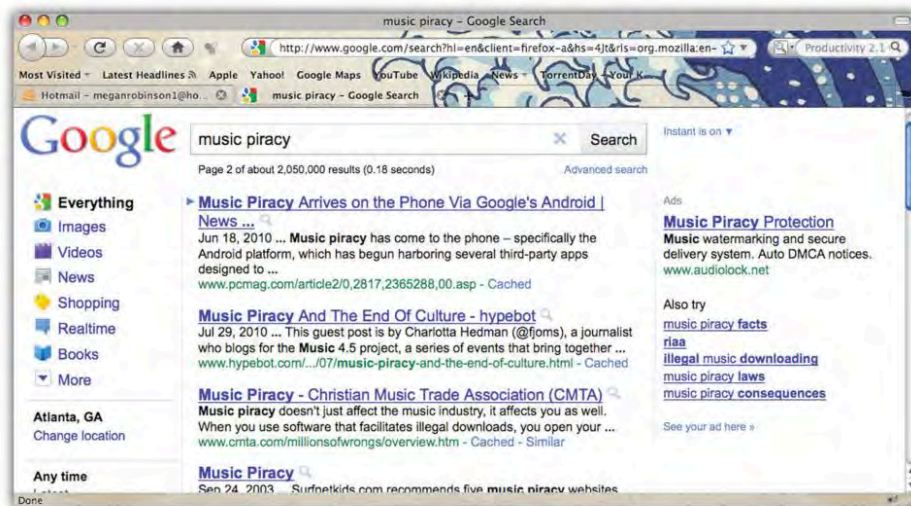 music piracy – Google Search
http://www.google.com/search?hl=en&client=firefox-a&hs=4Jt&rls=org.mozilla:en-
Productivity 2.1
Most Visited Latest Headlines Apple Yahoo! Google Maps YouTube Wikipedia News TorrentDay – Your K...
Hotmail – meganrobinson1@ho... music piracy – Google Search
Google
music piracy
Search
Instant is on
Page 2 of about 2,050,000 results (0.18 seconds)
Advanced search
Everything
Images
Videos
News
Shopping
Realtime
Books
More
Atlanta, GA
Change location
Any time
Music Piracy Arrives on the Phone Via Google's Android |
News ...
Jun 18, 2010 ... Music piracy has come to the phone – specifically the
Android platform, which has begun harboring several third-party apps
designed to ...
www.pcmag.com/article2/0,2817,2365288,00.asp - Cached
Music Piracy And The End Of Culture - hypebot
Jul 29, 2010 ... This guest post is by Charlotta Hedman (@fjoms), a journalist
who blogs for the Music 4.5 project, a series of events that bring together ...
www.hypebot.com/.../07/music-piracy-and-the-end-of-culture.html - Cached
Music Piracy - Christian Music Trade Association (CMTA)
Music piracy doesn't just affect the music industry, it affects you as well.
When you use software that facilitates illegal downloads, you open your ...
www.cmta.com/millionsofwrongs/overview.htm - Cached - Similar
Music Piracy
Sep 24, 2003 ... Surfnetkids.com recommends five music piracy websites
Ads
Music Piracy Protection
Music watermarking and secure
delivery system. Auto DMCA notices.
www.audiolock.net
Also try
music piracy facts
riaa
illegal music downloading
music piracy laws
music piracy consequences
See your ad here »
Done